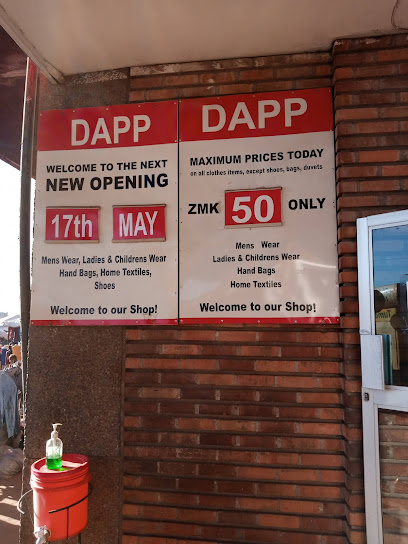 DAPP
WELCOME TO THE NEXT
NEW OPENING
17th MAY
Mens Wear, Ladies & Childrens Wear
Hand Bags, Home Textiles,
Shoes
Welcome to our Shop!
DAPP
MAXIMUM PRICES TODAY
on all clothes items, except shoes, bags, duvets
ZMK 50 ONLY
Mens Wear
Ladies & Childrens Wear
Hand Bags
Home Textiles
Welcome to our Shop!